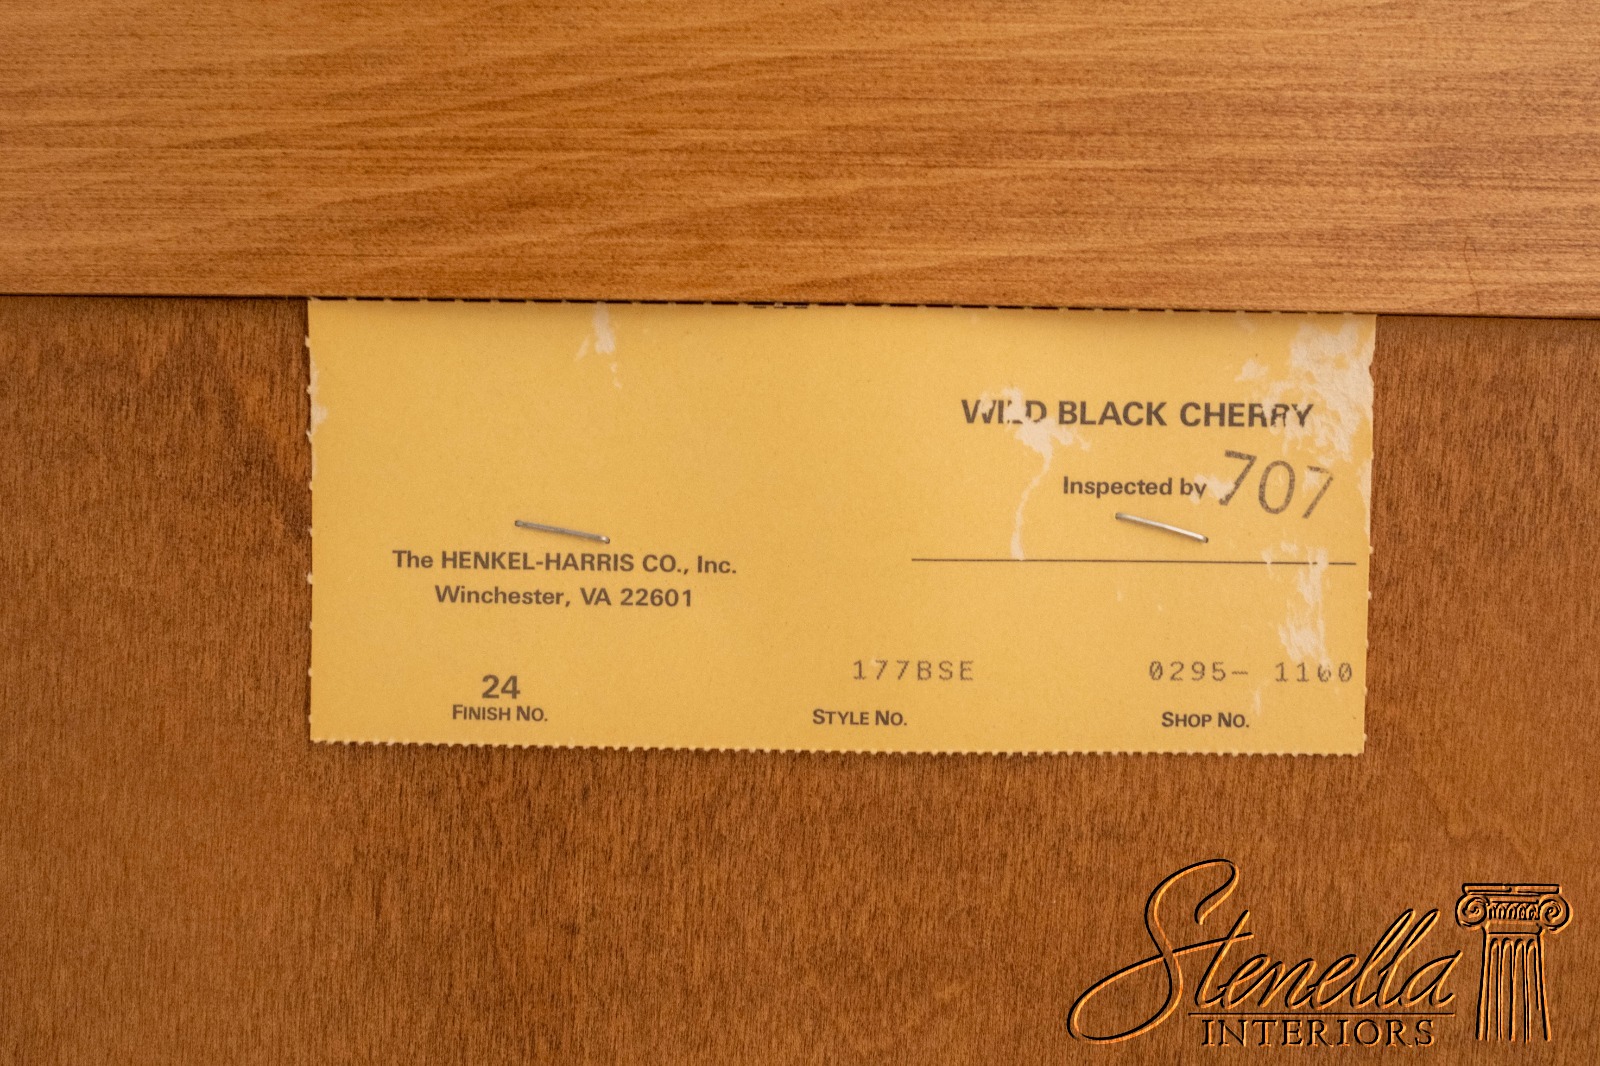 WILD BLACK CHERRY
Inspected by 707
The HENKEL-HARRIS CO., Inc.
Winchester, VA 22601
24 177BSE 0295- 1160
FINISH NO. STYLE NO. SHOP NO.
Stenella
INTERIORS